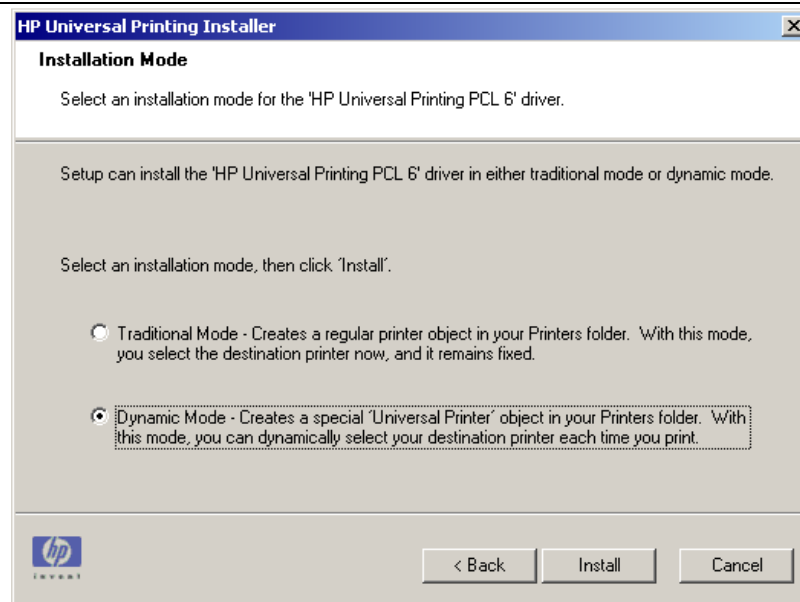 HP Universal Printing Installer
Installation Mode
Select an installation mode for the 'HP Universal Printing PCL 6' driver.
Setup can install the 'HP Universal Printing PCL 6' driver in either traditional mode or dynamic mode.
Select an installation mode, then click ´Install´.
Traditional Mode - Creates a regular printer object in your Printers folder.  With this mode,
you select the destination printer now, and it remains fixed.
Dynamic Mode - Creates a special ´Universal Printer´ object in your Printers folder.  With
this mode, you can dynamically select your destination printer each time you print.
hp
invent
< Back
Install
Cancel